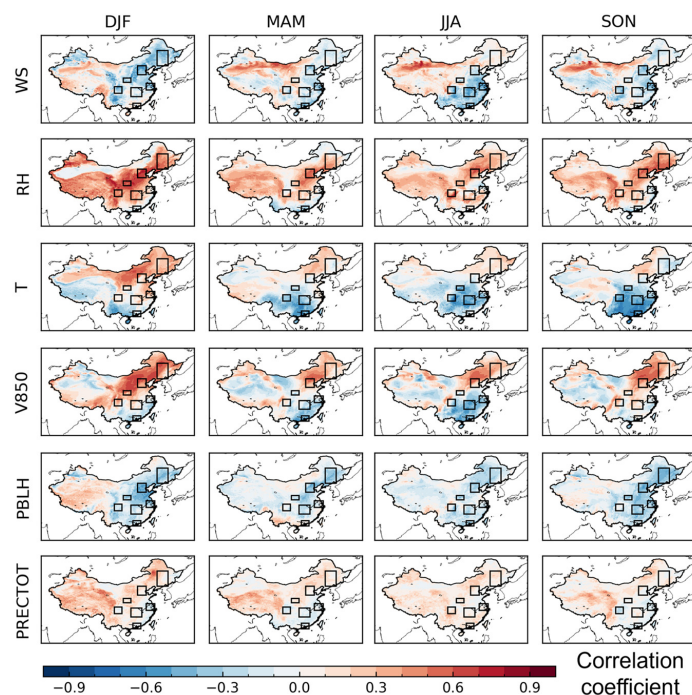 DJF MAM JJA SON
WS
RH
T
V850
PBLH
PRECTOT
−0.9 −0.6 −0.3 0.0 0.3 0.6 0.9
Correlation
coefficient